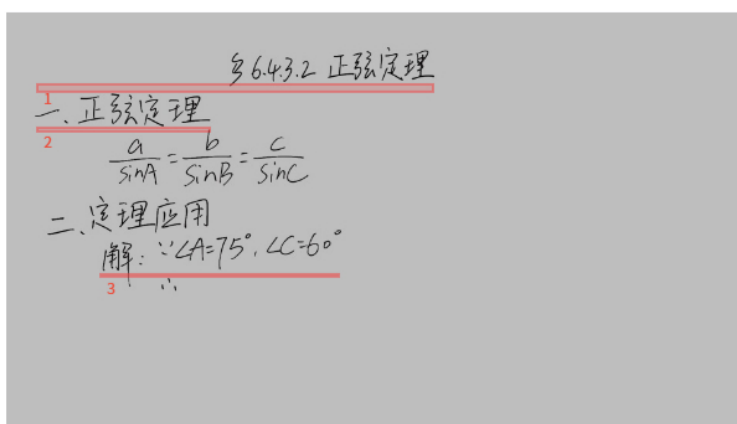 §6.4.3.2 正弦定理
1
一、正弦定理
2
a/sinA = b/sinB = c/sinC
二、定理应用
解：∵∠A=75°，∠C=60°
3 ∴